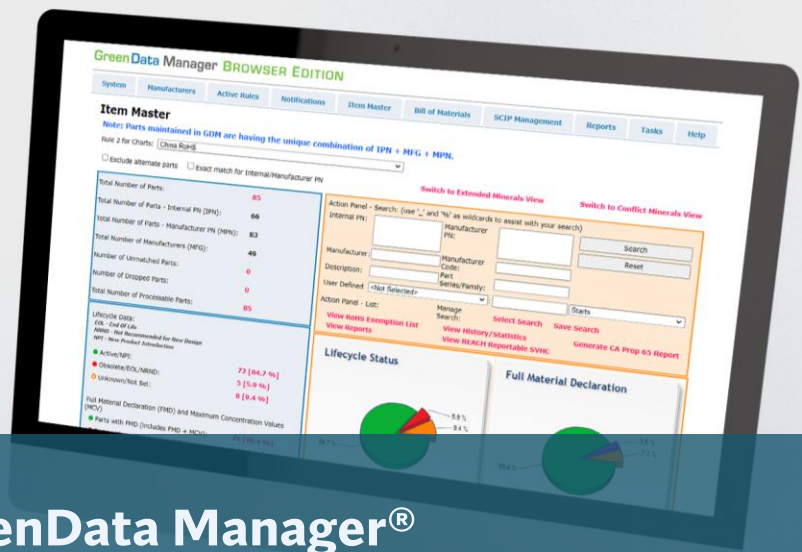 GreenData Manager BROWSER EDITION
System Manufacturers Active Rules Notifications Item Master Bill of Materials SCIP Management Reports Tasks Help
Item Master
Note: Parts maintained in GDM are having the unique combination of IPN + MFG + MPN.
Rule 2 for Charts: China RoHS
Exclude alternate parts Exact match for Internal/Manufacturer PN
Switch to Extended Minerals View Switch to Conflict Minerals View
Total Number of Parts: 85
Total Number of Parts - Internal PN (IPN): 66
Total Number of Parts - Manufacturer PN (MPN): 83
Total Number of Manufacturers (MFG): 49
Number of Unmatched Parts: 0
Number of Dropped Parts: 0
Total Number of Processable Parts: 85
Lifecycle Data:
EOL - End Of Life
NRND - Not Recommended for New Design
NPI - New Product Introduction
Active/NPI: 72 [84.7 %]
Obsolete/EOL/NRND: 5 [5.9 %]
Unknown/Not Set: 8 [9.4 %]
Full Material Declaration (FMD) and Maximum Concentration Values
(MCV)
Parts with FMD (includes FMD + MCV):
Action Panel - Search: (use '_' and '%' as wildcards to assist with your search)
Internal PN: Manufacturer
PN:
Search
Reset
Manufacturer: Manufacturer
Code:
Description: Part
Series/Family:
User Defined <Not Selected> : Starts
Action Panel - List: Manage
Search: Select Search Save Search
View RoHS Exemption List View History/Statistics Generate CA Prop 65 Report
View Reports View REACH Reportable SVHC
Lifecycle Status
5.9 %
9.4 %
84.7 %
Full Material Declaration
enData Manager®